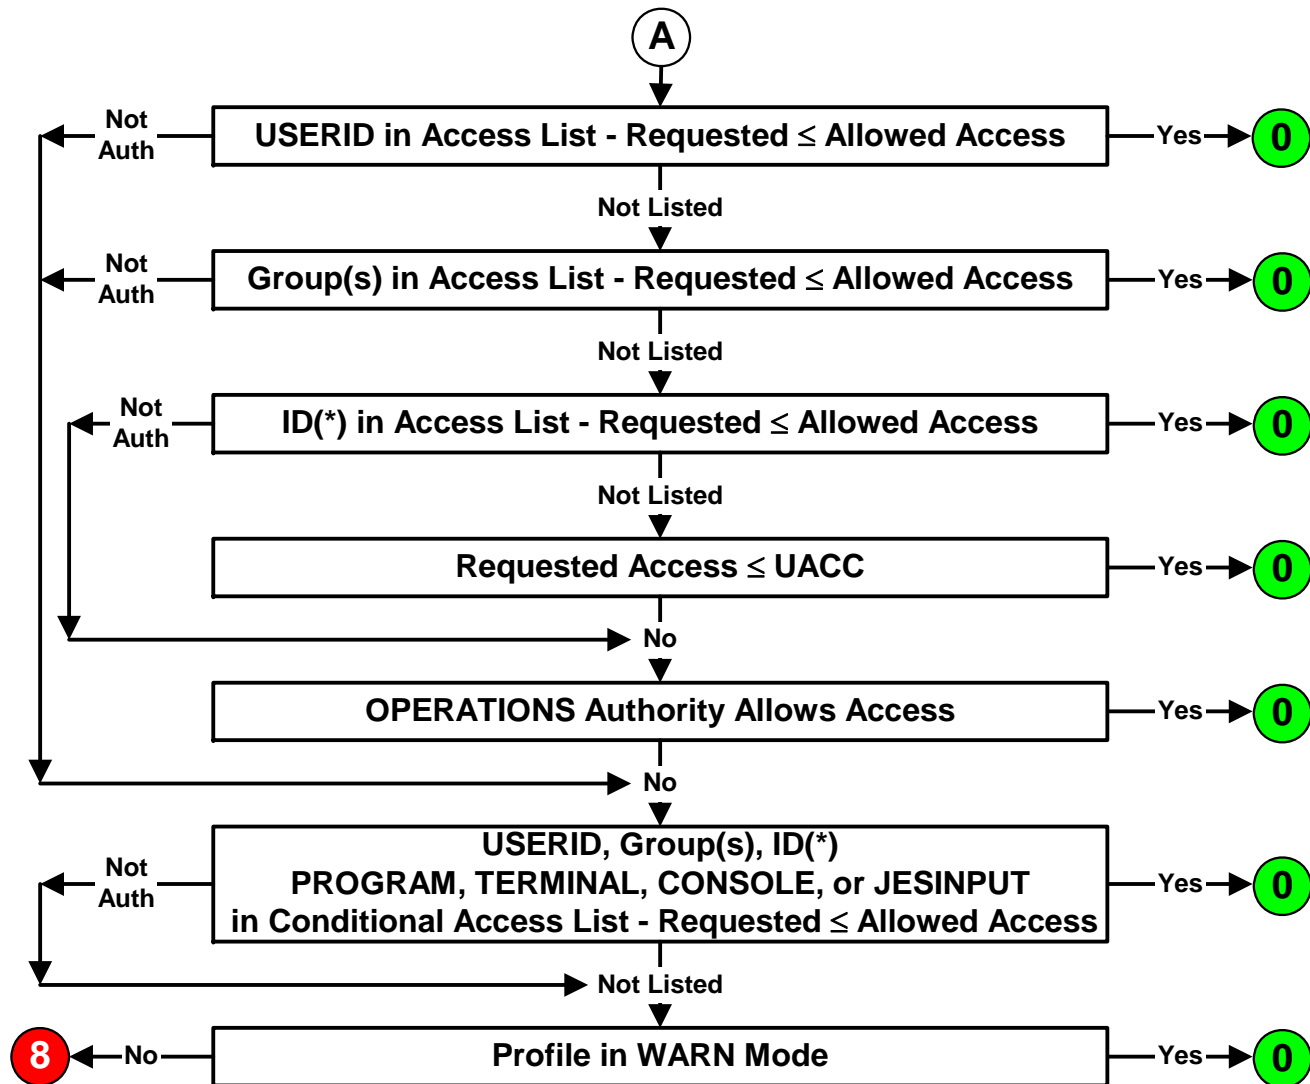 A
Not
Auth
USERID in Access List - Requested ≤ Allowed Access
Yes
0
Not Listed
Not
Auth
Group(s) in Access List - Requested ≤ Allowed Access
Yes
0
Not Listed
Not
Auth
ID(*) in Access List - Requested ≤ Allowed Access
Yes
0
Not Listed
Requested Access ≤ UACC
Yes
0
No
OPERATIONS Authority Allows Access
Yes
0
No
Not
Auth
USERID, Group(s), ID(*)
PROGRAM, TERMINAL, CONSOLE, or JESINPUT
in Conditional Access List - Requested ≤ Allowed Access
Yes
0
Not Listed
8
No
Profile in WARN Mode
Yes
0